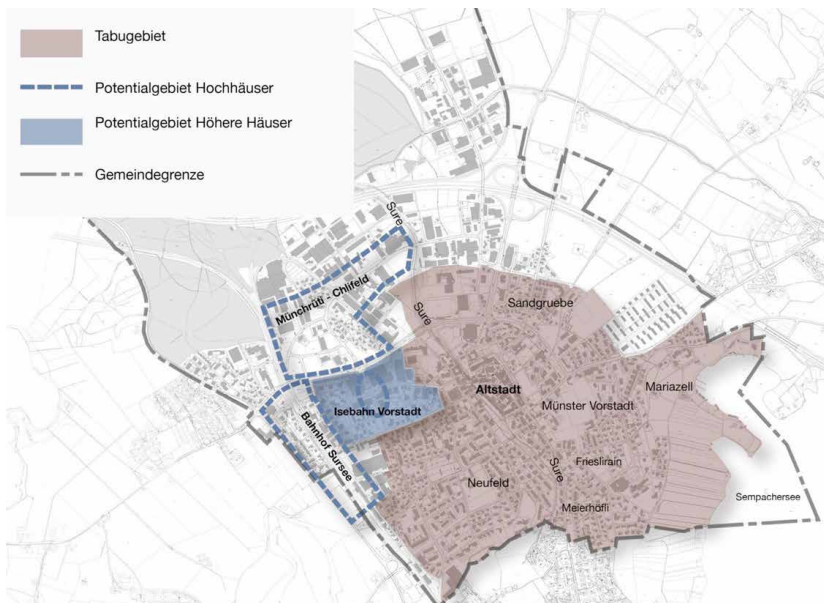 Tabugebiet
Potentialgebiet Hochhäuser
Potentialgebiet Höhere Häuser
Gemeindegrenze
Sure
Münchrüti - Chlifeld
Sure
Sandgruebe
Mariazell
Altstadt
Münster Vorstadt
Isebahn Vorstadt
Bahnhof Sursee
Frieslirain
Sure
Neufeld
Sempachersee
Meierhöfli